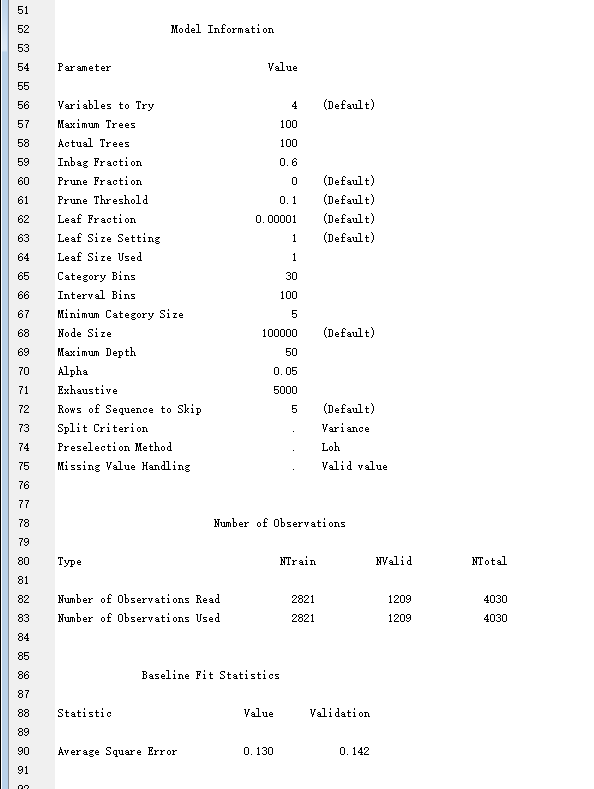 51
52 Model Information
53
54 Parameter Value
55
56 Variables to Try 4 (Default)
57 Maximum Trees 100
58 Actual Trees 100
59 Inbag Fraction 0.6
60 Prune Fraction 0 (Default)
61 Prune Threshold 0.1 (Default)
62 Leaf Fraction 0.00001 (Default)
63 Leaf Size Setting 1 (Default)
64 Leaf Size Used 1
65 Category Bins 30
66 Interval Bins 100
67 Minimum Category Size 5
68 Node Size 100000 (Default)
69 Maximum Depth 50
70 Alpha 0.05
71 Exhaustive 5000
72 Rows of Sequence to Skip 5 (Default)
73 Split Criterion . Variance
74 Preselection Method . Loh
75 Missing Value Handling . Valid value
76
77
78 Number of Observations
79
80 Type NTrain NValid NTotal
81
82 Number of Observations Read 2821 1209 4030
83 Number of Observations Used 2821 1209 4030
84
85
86 Baseline Fit Statistics
87
88 Statistic Value Validation
89
90 Average Square Error 0.130 0.142
91